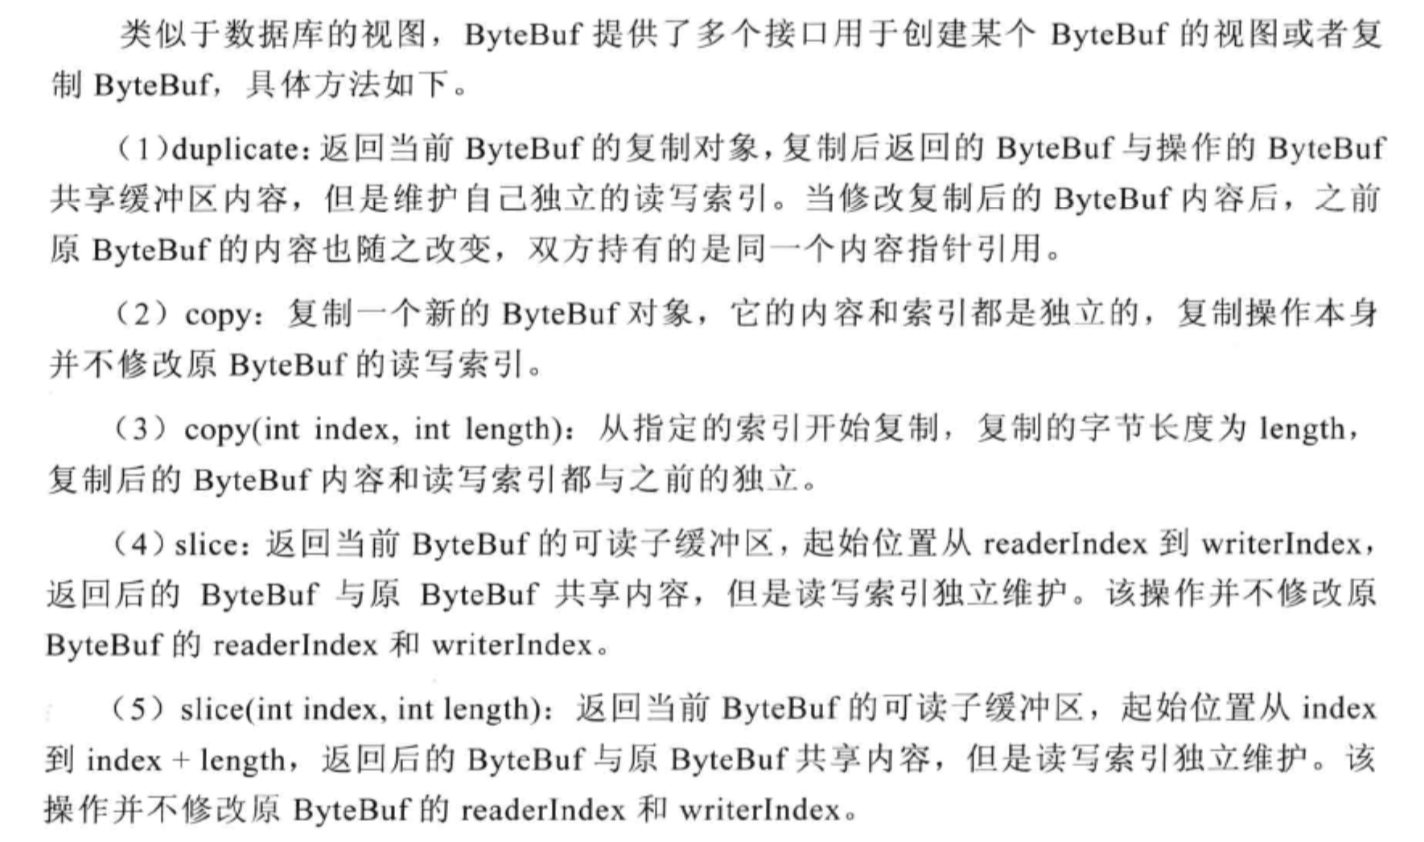 类似于数据库的视图，ByteBuf 提供了多个接口用于创建某个 ByteBuf 的视图或者复
制 ByteBuf，具体方法如下。
（1)duplicate：返回当前 ByteBuf 的复制对象，复制后返回的 ByteBuf 与操作的 ByteBuf
共享缓冲区内容，但是维护自己独立的读写索引。当修改复制后的 ByteBuf 内容后，之前
原 ByteBuf 的内容也随之改变，双方持有的是同一个内容指针引用。
（2）copy：复制一个新的 ByteBuf 对象，它的内容和索引都是独立的，复制操作本身
并不修改原 ByteBuf 的读写索引。
（3）copy(int index, int length)：从指定的索引开始复制，复制的字节长度为 length，
复制后的 ByteBuf 内容和读写索引都与之前的独立。
（4）slice：返回当前 ByteBuf 的可读子缓冲区，起始位置从 readerIndex 到 writerIndex，
返回后的 ByteBuf 与原 ByteBuf 共享内容，但是读写索引独立维护。该操作并不修改原
ByteBuf 的 readerIndex 和 writerIndex。
（5）slice(int index, int length)：返回当前 ByteBuf 的可读子缓冲区，起始位置从 index
到 index + length，返回后的 ByteBuf 与原 ByteBuf 共享内容，但是读写索引独立维护。该
操作并不修改原 ByteBuf 的 readerIndex 和 writerIndex。